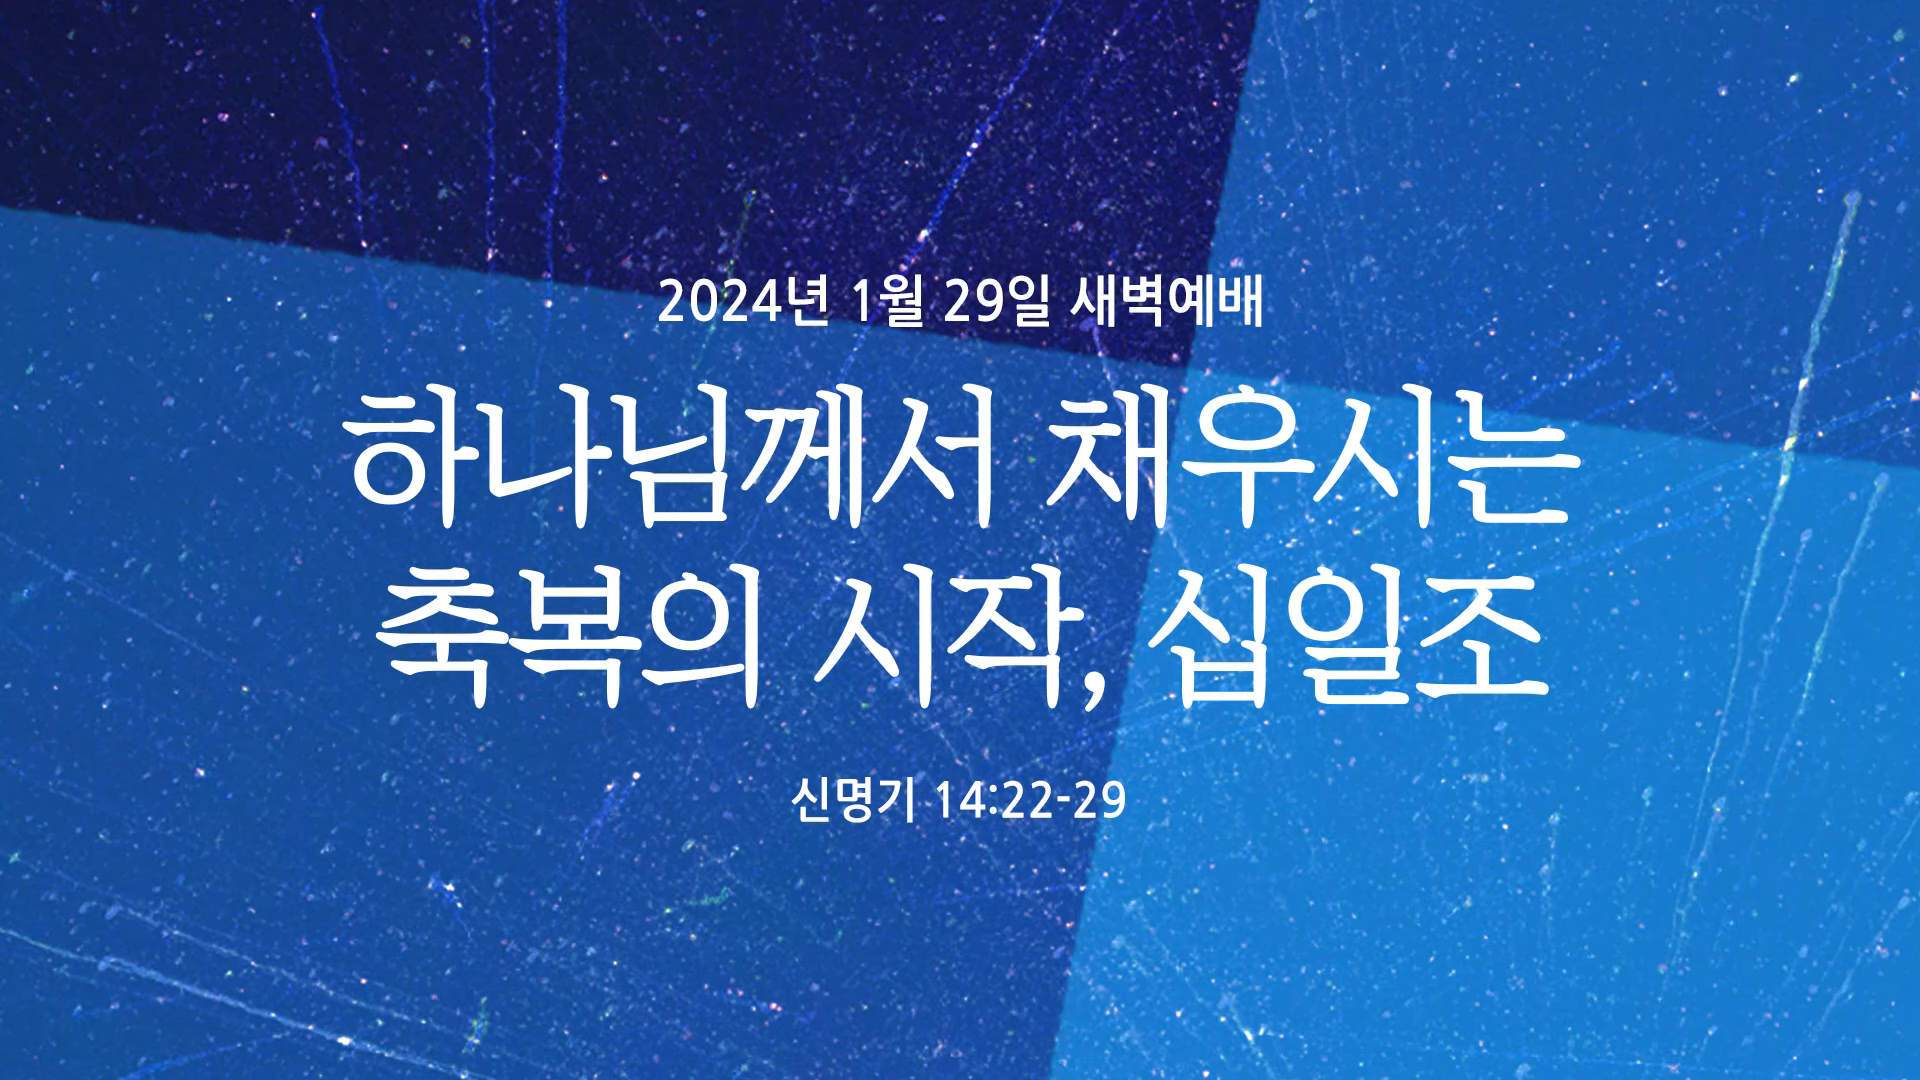 2024년 1월 29일 새벽예배
하나님께서 채우시는
축복의 시작, 십일조
신명기 14:22-29